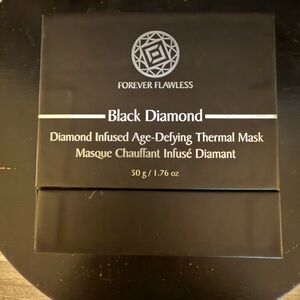 FOREVER FLAWLESS
Black Diamond
Diamond Infused Age-Defying Thermal Mask
Masque Chauffant Infusé Diamant
50 g / 1.76 oz